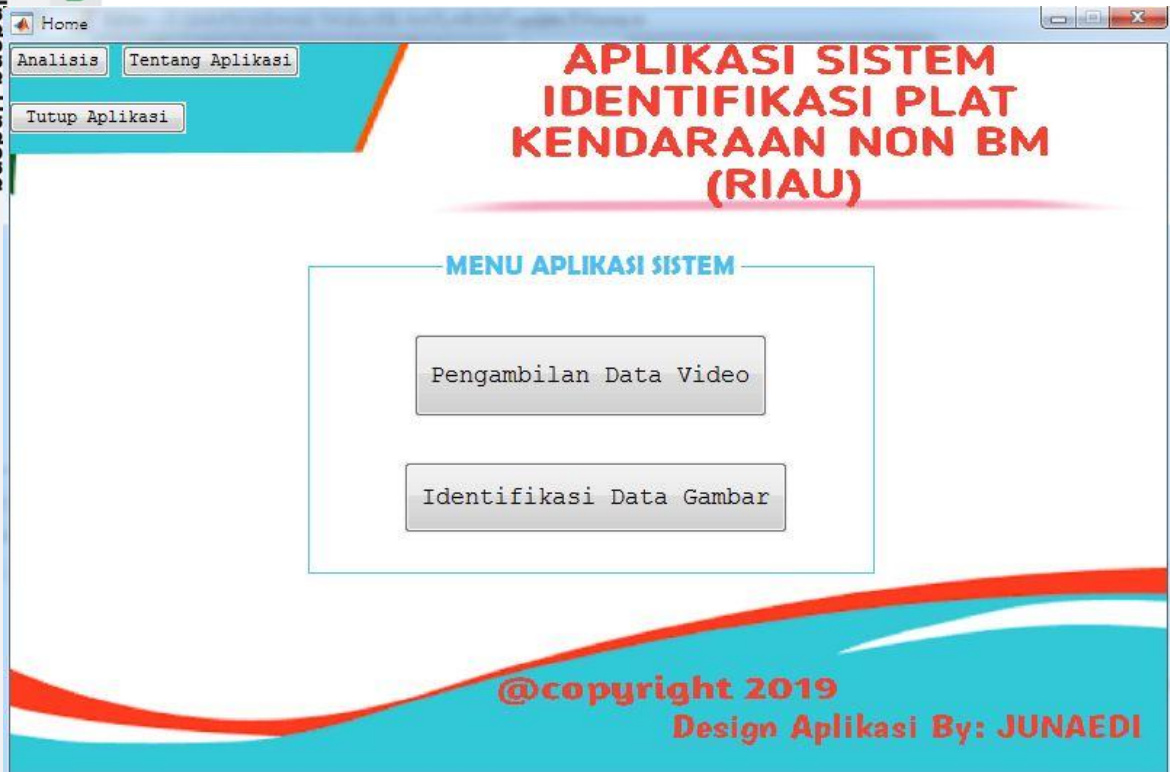 Home
Analisis Tentang Aplikasi
Tutup Aplikasi
APLIKASI SISTEM
IDENTIFIKASI PLAT
KENDARAAN NON BM
(RIAU)
MENU APLIKASI SISTEM
Pengambilan Data Video
Identifikasi Data Gambar
@copyright 2019
Design Aplikasi By: JUNAEDI